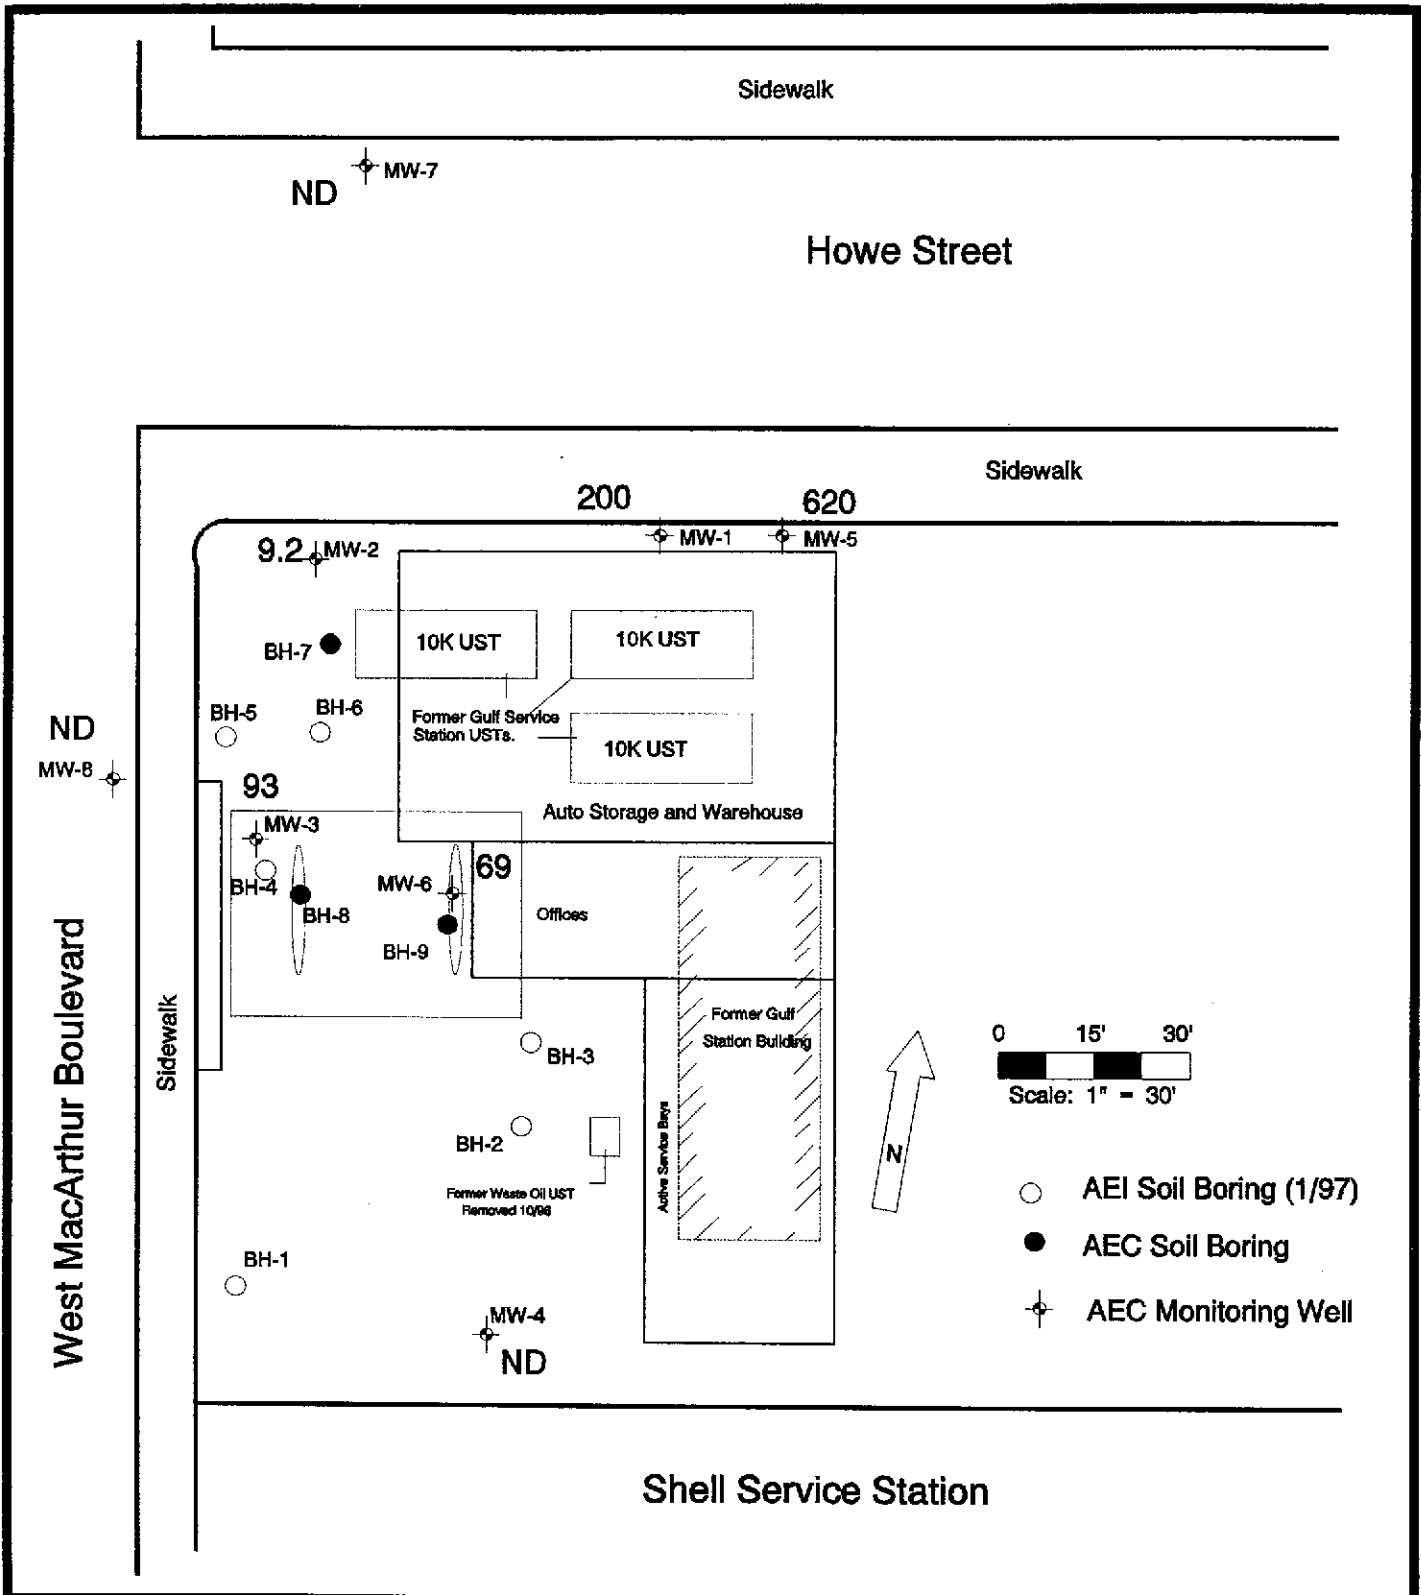 Sidewalk
MW-7
ND
Howe Street
Sidewalk
200
620
MW-1
MW-5
9.2
MW-2
BH-7
10K UST
10K UST
BH-5
BH-6
Former Gulf Service
Station USTs.
10K UST
ND
MW-8
93
Auto Storage and Warehouse
MW-3
BH-4
BH-8
MW-6
69
BH-9
Offices
West MacArthur Boulevard
Sidewalk
Former Gulf
Station Building
BH-3
0 15' 30'
Scale: 1" = 30'
BH-2
Active Service Bays
N
Former Waste Oil UST
Removed 10/96
AEI Soil Boring (1/97)
AEC Soil Boring
BH-1
AEC Monitoring Well
MW-4
ND
Shell Service Station